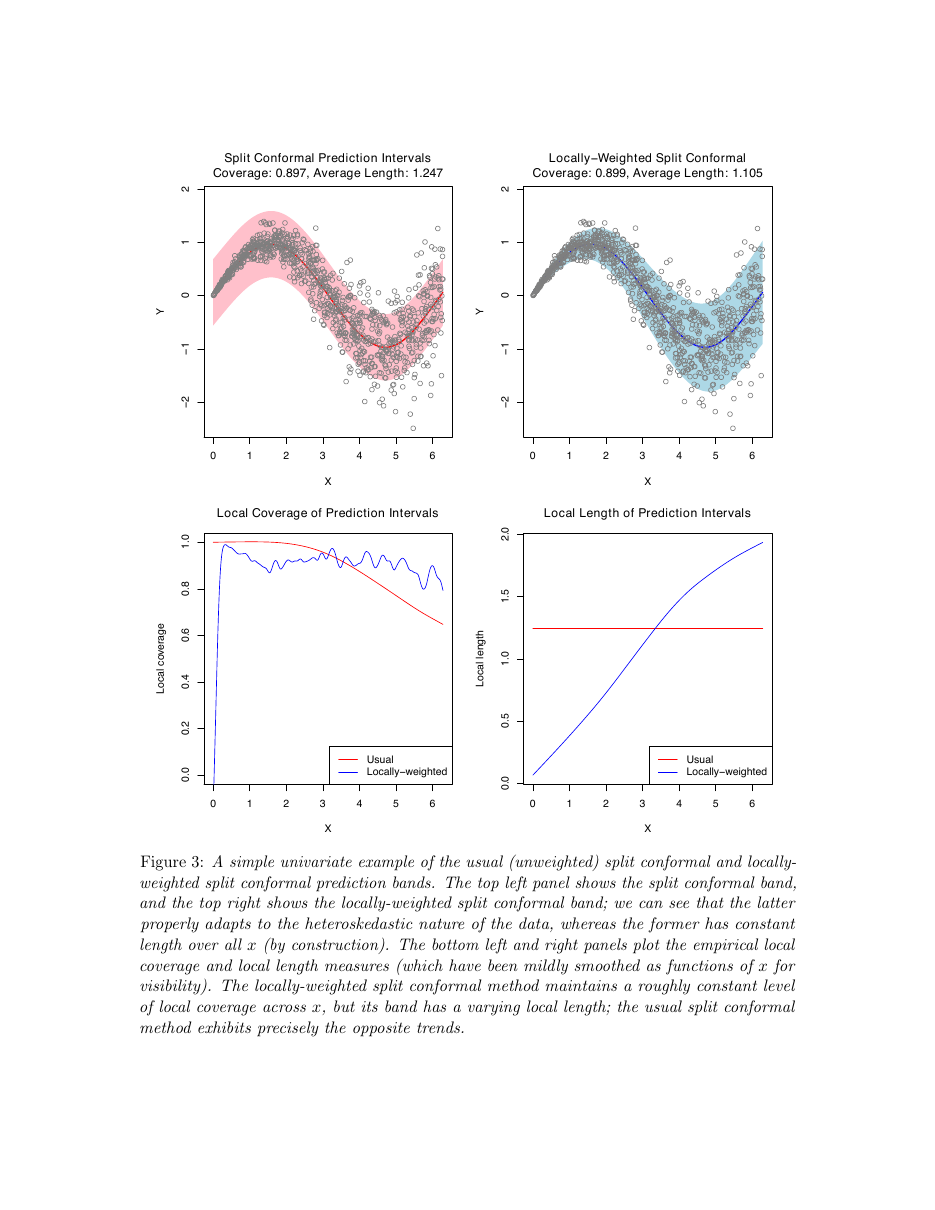 Split Conformal Prediction Intervals
Coverage: 0.897, Average Length: 1.247
2
1
0
−1
−2
Y
0 1 2 3 4 5 6
X
Locally−Weighted Split Conformal
Coverage: 0.899, Average Length: 1.105
2
1
0
−1
−2
Y
0 1 2 3 4 5 6
X
Local Coverage of Prediction Intervals
1.0
0.8
0.6
0.4
0.2
0.0
Local coverage
Usual
Locally−weighted
0 1 2 3 4 5 6
X
Local Length of Prediction Intervals
2.0
1.5
1.0
0.5
0.0
Local length
Usual
Locally−weighted
0 1 2 3 4 5 6
X
Figure 3: A simple univariate example of the usual (unweighted) split conformal and locally-
weighted split conformal prediction bands. The top left panel shows the split conformal band,
and the top right shows the locally-weighted split conformal band; we can see that the latter
properly adapts to the heteroskedastic nature of the data, whereas the former has constant
length over all x (by construction). The bottom left and right panels plot the empirical local
coverage and local length measures (which have been mildly smoothed as functions of x for
visibility). The locally-weighted split conformal method maintains a roughly constant level
of local coverage across x, but its band has a varying local length; the usual split conformal
method exhibits precisely the opposite trends.